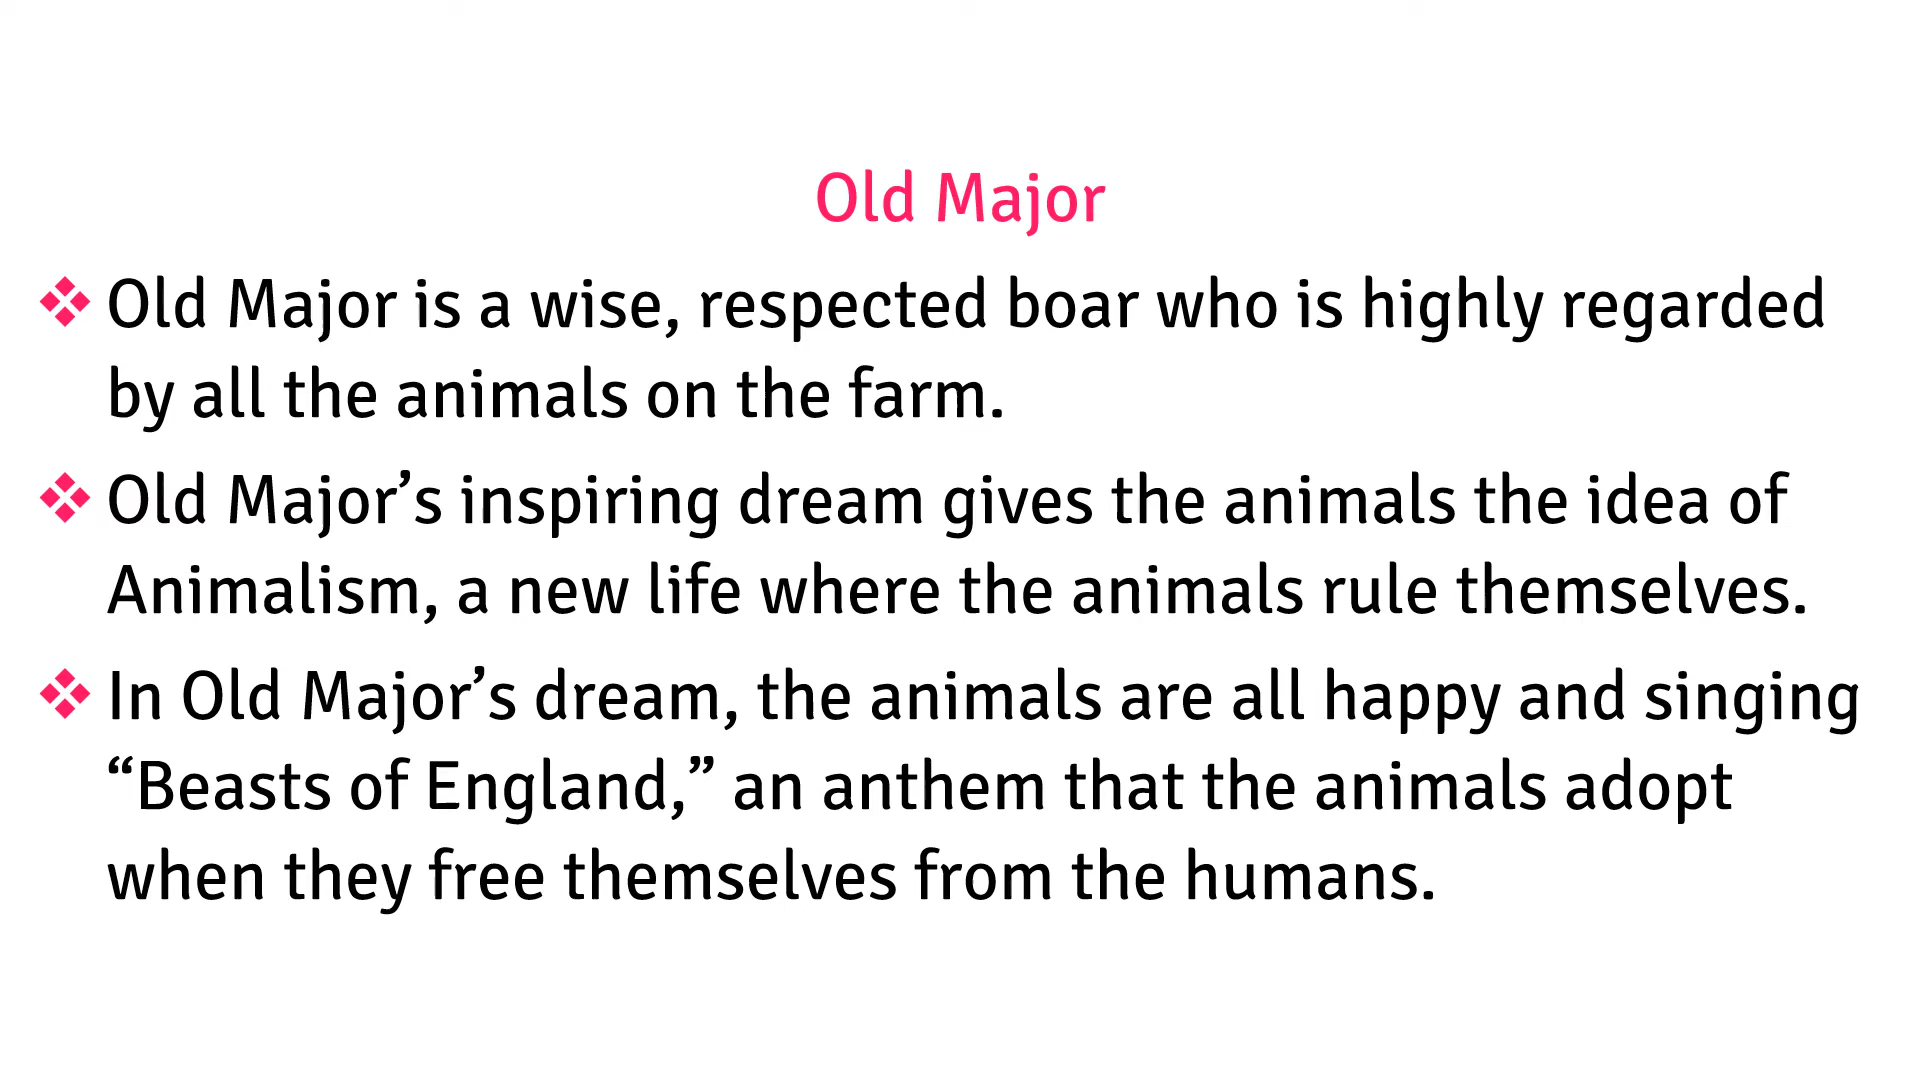 Old Major
❖ Old Major is a wise, respected boar who is highly regarded
by all the animals on the farm.
❖ Old Major’s inspiring dream gives the animals the idea of
Animalism, a new life where the animals rule themselves.
❖ In Old Major’s dream, the animals are all happy and singing
“Beasts of England,” an anthem that the animals adopt
when they free themselves from the humans.